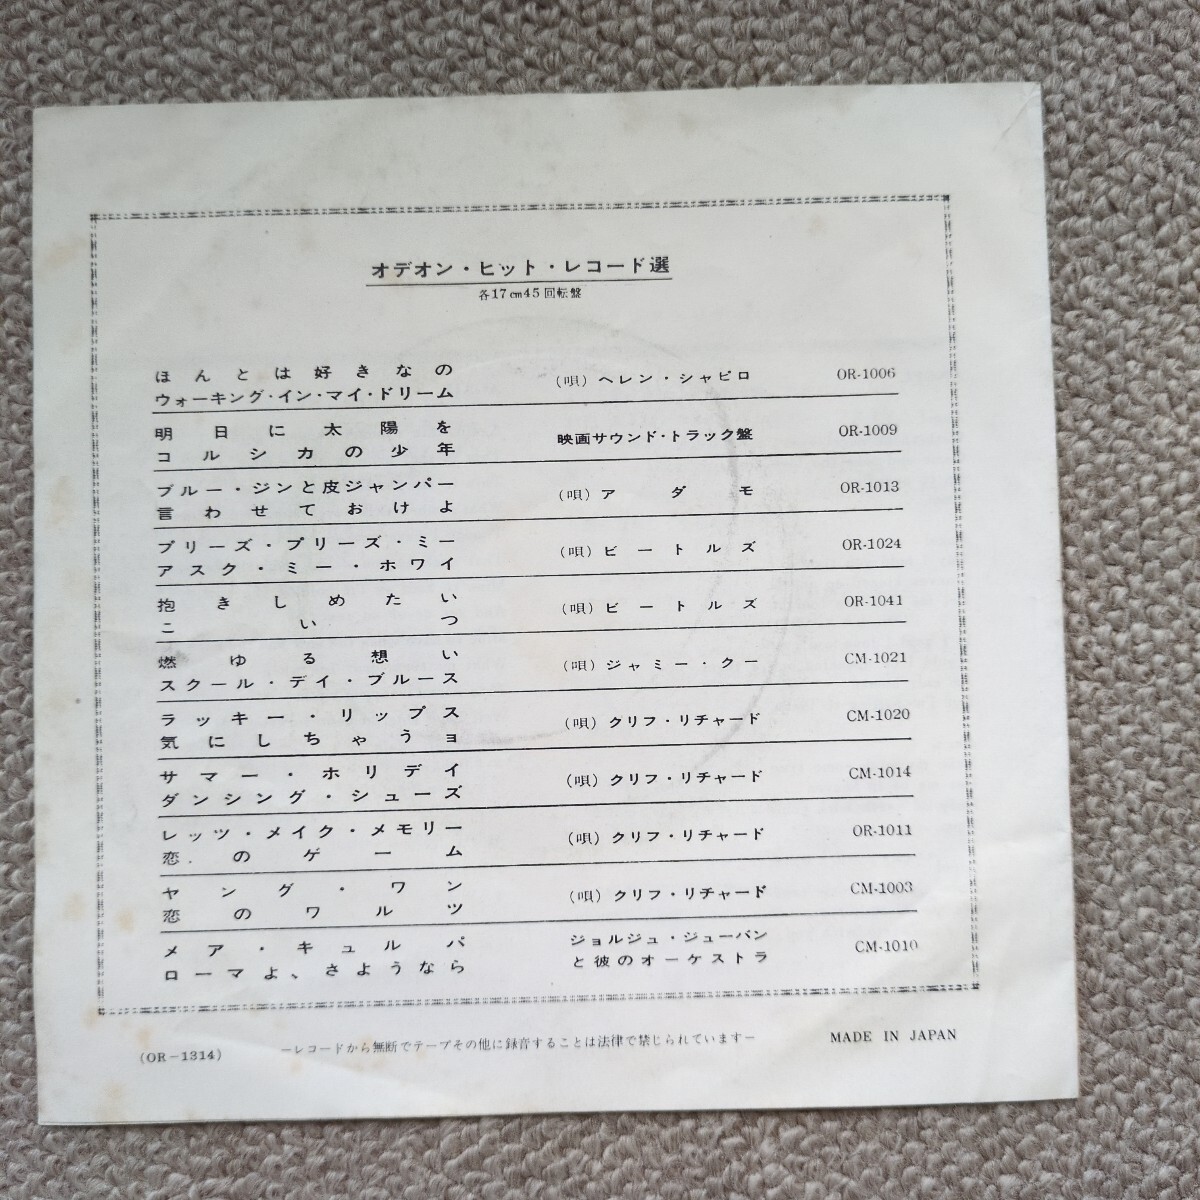 オデオン・ヒット・レコード選
各17cm45回転盤
ほんとは好きなの
ウォーキング・イン・マイ・ドリーム
(唄)ヘレン・シャピロ
OR-1006
明日に太陽を
コルシカの少年
映画サウンド・トラック盤
OR-1009
ブルー・ジンと皮ジャンパー
言わせておけよ
(唄)アダモ
OR-1013
プリーズ・プリーズ・ミー
アスク・ミー・ホワイ
(唄)ビートルズ
OR-1024
抱きしめたい
こいつ
(唄)ビートルズ
OR-1041
燃ゆる想い
スクール・デイ・ブルース
(唄)ジャミー・クー
CM-1021
ラッキー・リップス
気にしちゃうョ
(唄)クリフ・リチャード
CM-1020
サマー・ホリデイ
ダンシング・シューズ
(唄)クリフ・リチャード
CM-1014
レッツ・メイク・メモリー
恋のゲーム
(唄)クリフ・リチャード
OR-1011
ヤング・ワン
恋のワルツ
(唄)クリフ・リチャード
CM-1003
メア・キュルパ
ローマよ、さようなら
ジョルジュ・ジューバン
と彼のオーケストラ
CM-1010
(OR-1314)
—レコードから無断でテープその他に録音することは法律で禁じられています—
MADE IN JAPAN